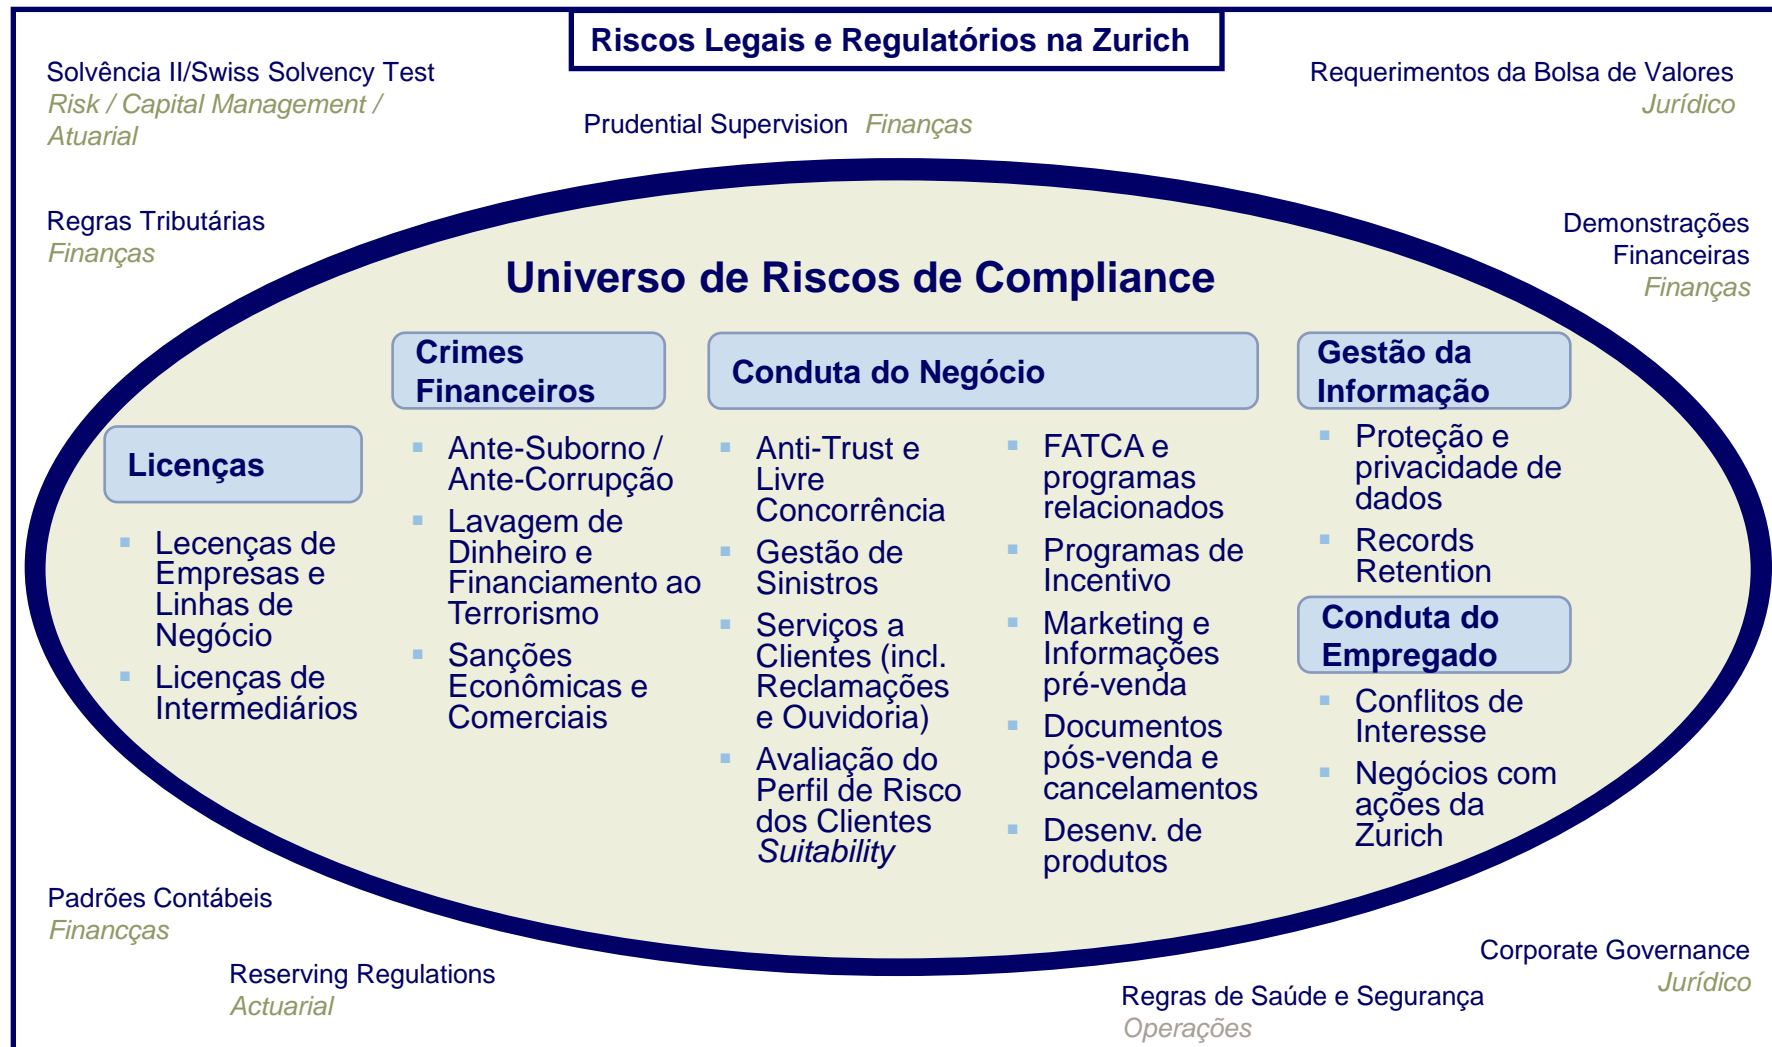 Riscos Legais e Regulatórios na Zurich
Solvência II/Swiss Solvency Test
Risk / Capital Management /
Atuarial
Prudential Supervision Finanças
Requerimentos da Bolsa de Valores
Jurídico
Regras Tributárias
Finanças
Demonstrações
Financeiras
Finanças
Universo de Riscos de Compliance
Licenças
Lecenças de
Empresas e
Linhas de
Negócio
Licenças de
Intermediários
Crimes
Financeiros
Ante-Suborno /
Ante-Corrupção
Lavagem de
Dinheiro e
Financiamento ao
Terrorismo
Sanções
Econômicas e
Comerciais
Conduta do Negócio
Anti-Trust e
Livre
Concorrência
Gestão de
Sinistros
Serviços a
Clientes (incl.
Reclamações
e Ouvidoria)
Avaliação do
Perfil de Risco
dos Clientes
Suitability
FATCA e
programas
relacionados
Programas de
Incentivo
Marketing e
Informações
pré-venda
Documentos
pós-venda e
cancelamentos
Desenv. de
produtos
Gestão da
Informação
Proteção e
privacidade de
dados
Records
Retention
Conduta do
Empregado
Conflitos de
Interesse
Negócios com
ações da
Zurich
Padrões Contábeis
Financças
Reserving Regulations
Actuarial
Regras de Saúde e Segurança
Operações
Corporate Governance
Jurídico